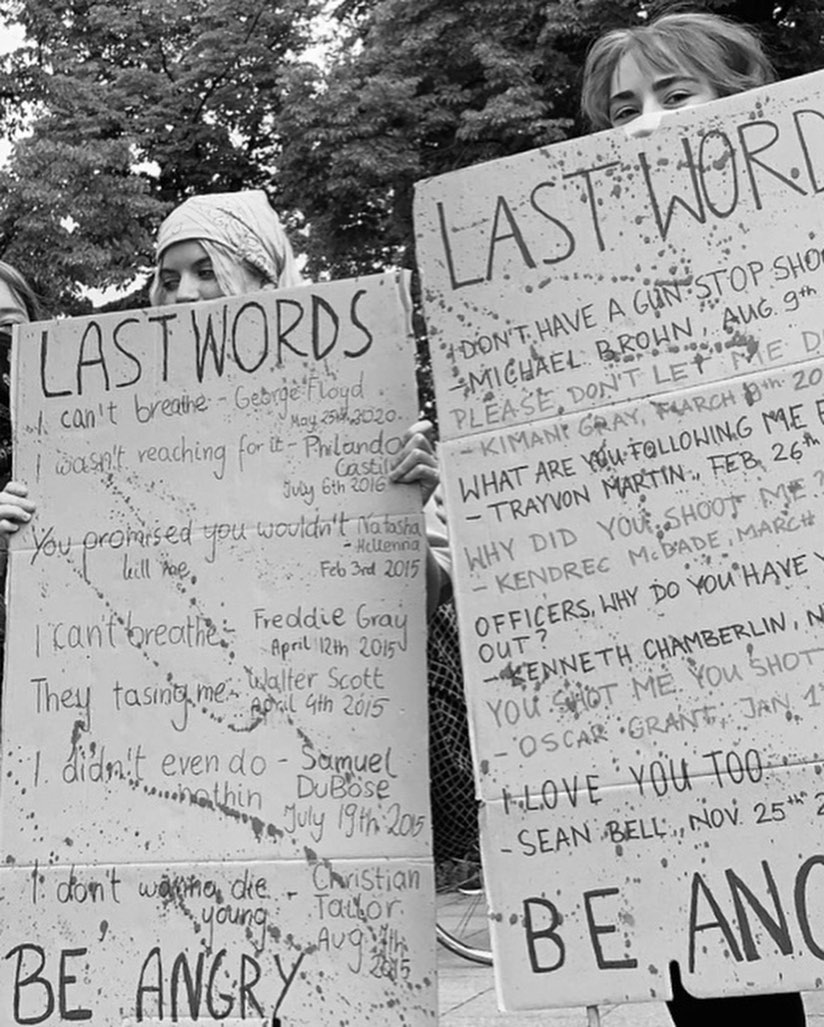 LAST WORDS
I can't breathe - George Floyd
May 25th, 2020.
I wasn't reaching for it - Philando
Castil
July 6th 2016
You promised you wouldn't Natasha
kill me - McKenna
Feb 3rd 2015
I can't breathe - Freddie Gray
April 12th 2015
They tasing me - Walter Scott
April 4th 2015
I didn't even do - Samuel
nothin DuBose
July 19th 2015
I don't wanna die - Christian
young Taylor
Aug 7th
2015
BE ANGRY
LAST WORD
I DON'T HAVE A GUN. STOP SHO
- MICHAEL BROWN, AUG. 9th
PLEASE DON'T LET ME D
- KIMANI GRAY, MARCH 9th 20
WHAT ARE YOU FOLLOWING ME F
- TRAYVON MARTIN, FEB. 26th
WHY DID YOU SHOOT ME?
- KENDREC McDADE, MARCH
OFFICERS, WHY DO YOU HAVE Y
OUT?
- KENNETH CHAMBERLIN, N
YOU SHOT ME YOU SHOT
- OSCAR GRANT, JAN 1
I LOVE YOU TOO
- SEAN BELL, NOV. 25th 2
BE ANG